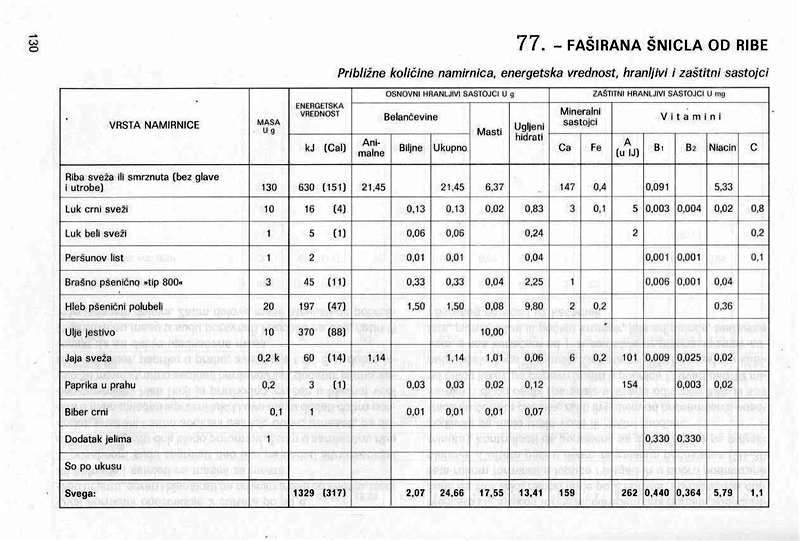 130
77. – FAŠIRANA ŠNICLA OD RIBE
Približne količine namirnica, energetska vrednost, hranljivi i zaštitni sastojci
VRSTA NAMIRNICE
MASA U g
ENERGETSKA VREDNOST
kJ (Cal)
OSNOVNI HRANLJIVI SASTOJCI U g
Belančevine
Ani-malne Biljne Ukupno
Masti
Ugljeni hidrati
ZAŠTITNI HRANLJIVI SASTOJCI U mg
Mineralni sastojci
Ca Fe
Vitamini
A (u IJ) B1 B2 Niacin C
Riba sveža ili smrznuta (bez glave
i utrobe) 130 630 (151) 21,45 21,45 6,37 147 0,4 0,091 5,33
Luk crni sveži 10 16 (4) 0,13 0,13 0,02 0,83 3 0,1 5 0,003 0,004 0,02 0,8
Luk beli sveži 1 5 (1) 0,06 0,06 0,24 2 0,2
Peršunov list 1 2 0,01 0,01 0,04 0,001 0,001 0,1
Brašno pšenično »tip 800« 3 45 (11) 0,33 0,33 0,04 2,25 1 0,006 0,001 0,04
Hleb pšenični polubeli 20 197 (47) 1,50 1,50 0,08 9,80 2 0,2 0,36
Ulje jestivo 10 370 (88) 10,00
Jaja sveža 0,2 k 60 (14) 1,14 1,14 1,01 0,06 6 0,2 101 0,009 0,025 0,02
Paprika u prahu 0,2 3 (1) 0,03 0,03 0,02 0,12 154 0,003 0,02
Biber crni 0,1 1 0,01 0,01 0,01 0,07
Dodatak jelima 1 0,330 0,330
So po ukusu
Svega: 1329 (317) 2,07 24,66 17,55 13,41 159 262 0,440 0,364 5,79 1,1